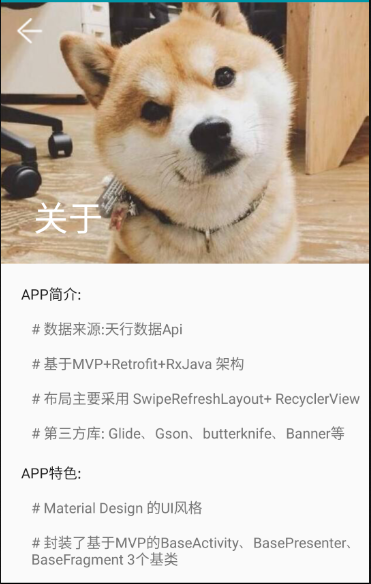 关于
APP简介:
# 数据来源:天行数据Api
# 基于MVP+Retrofit+RxJava 架构
# 布局主要采用 SwipeRefreshLayout+ RecyclerView
# 第三方库: Glide、Gson、butterknife、Banner等
APP特色:
# Material Design 的UI风格
# 封装了基于MVP的BaseActivity、BasePresenter、
BaseFragment 3个基类